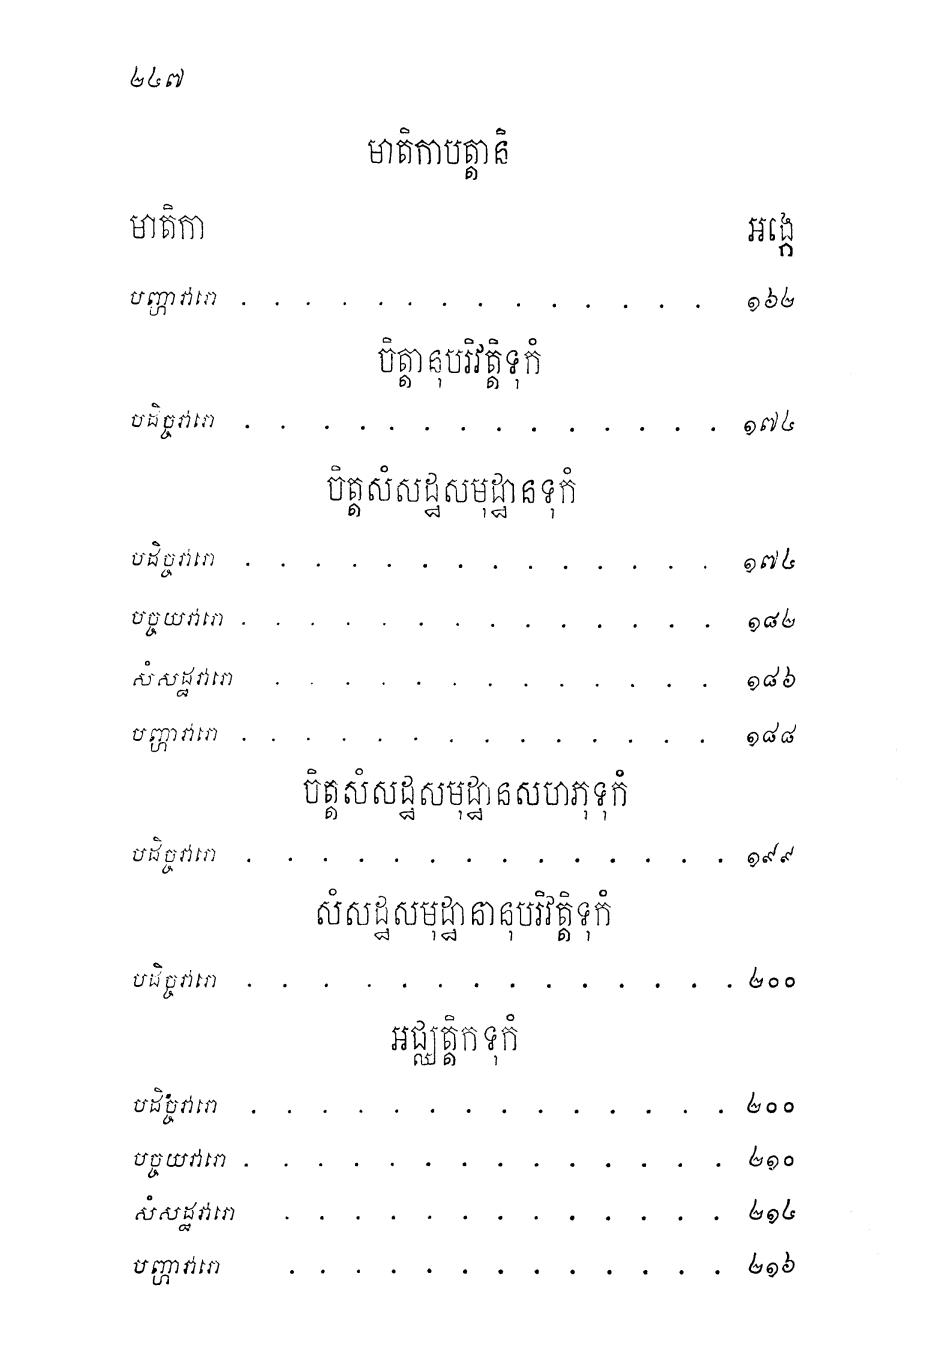 ២៤៧
មាតិកាបត្តានិ
មាតិកា អង្កេ
បញ្ហាវារោ . . . . . . . . . . . . . . ១៦២
ចិត្តានុបរិវត្តិទុកំ
បដិច្ចវារោ . . . . . . . . . . . . . . ១៧៤
ចិត្តសំសដ្ឋសមុដ្ឋានទុកំ
បដិច្ចវារោ . . . . . . . . . . . . . . ១៧៤
បច្ចយវារោ . . . . . . . . . . . . . . ១៨២
សំសដ្ឋវារោ . . . . . . . . . . . . . ១៨៦
បញ្ហាវារោ . . . . . . . . . . . . . . ១៨៨
ចិត្តសំសដ្ឋសមុដ្ឋានសហភុទុកំ
បដិច្ចវារោ . . . . . . . . . . . . . . ១៩៩
សំសដ្ឋសមុដ្ឋានានុបរិវត្តិទុកំ
បដិច្ចវារោ . . . . . . . . . . . . . . ២០០
អជ្ឈត្តិកទុកំ
បដិច្ចវារោ . . . . . . . . . . . . . . ២០០
បច្ចយវារោ . . . . . . . . . . . . . . ២១០
សំសដ្ឋវារោ . . . . . . . . . . . . . ២១៤
បញ្ហាវារោ . . . . . . . . . . . . . ២១៦